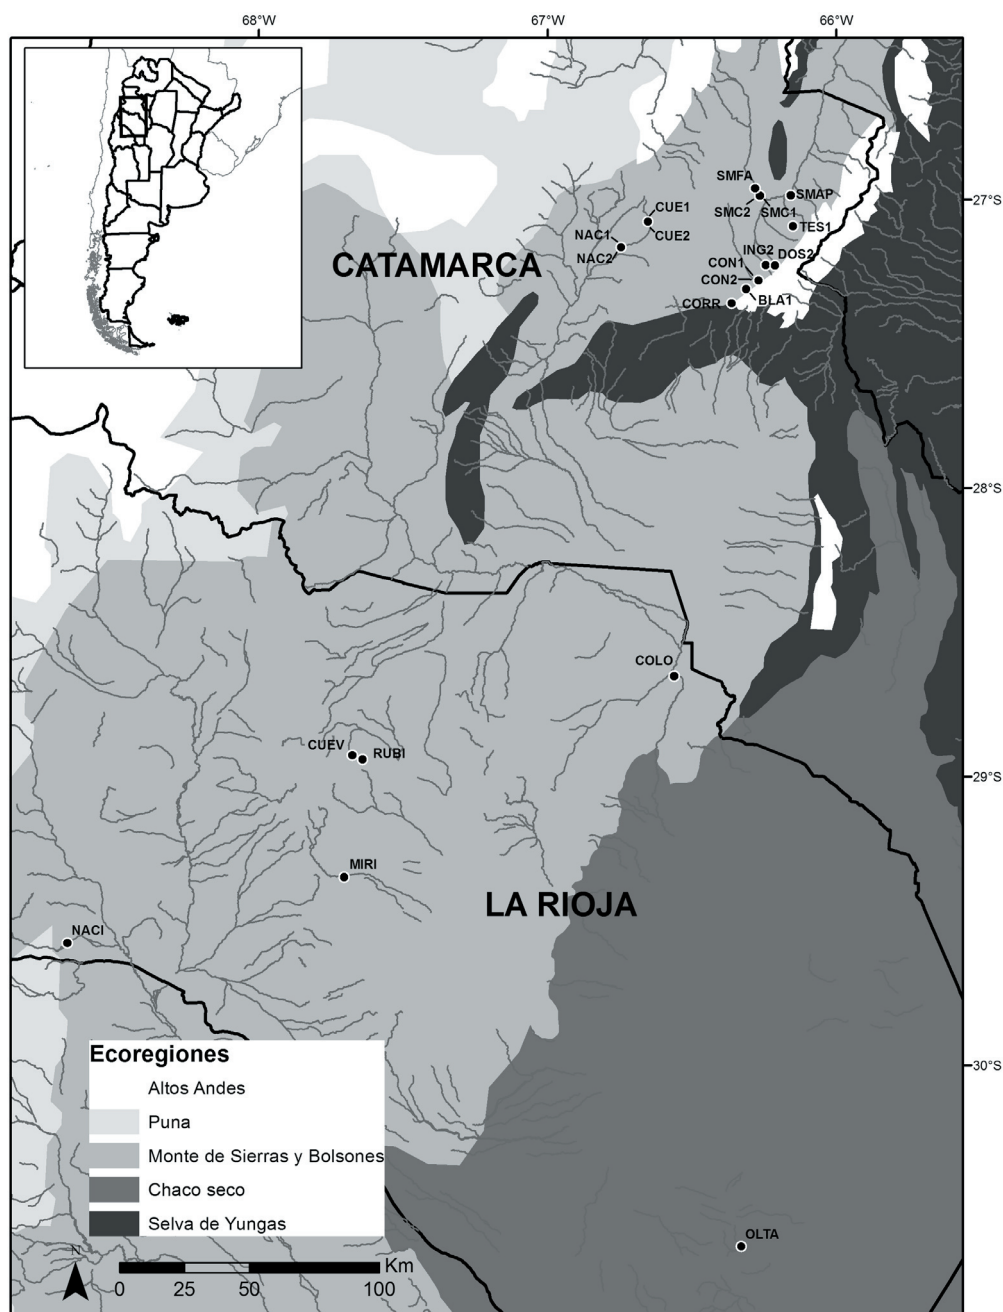 68°W 67°W 66°W
27°S
28°S
29°S
30°S
CATAMARCA
LA RIOJA
SMFA
SMAP
SMC2 SMC1
TES1
CUE1
CUE2
NAC1
NAC2
ING2
DOS2
CON1
CON2
BLA1
CORR
COLO
CUEV
RUBI
MIRI
NACI
OLTA
Ecoregiones
Altos Andes
Puna
Monte de Sierras y Bolsones
Chaco seco
Selva de Yungas
N
Km
0 25 50 100